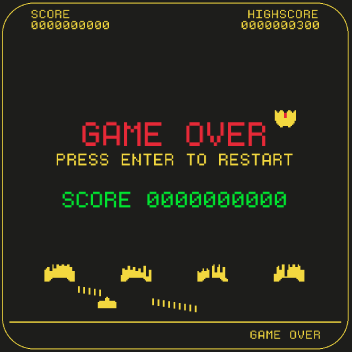 SCORE HIGHSCORE
0000000000 0000000300
GAME OVER
PRESS ENTER TO RESTART
SCORE 0000000000
GAME OVER